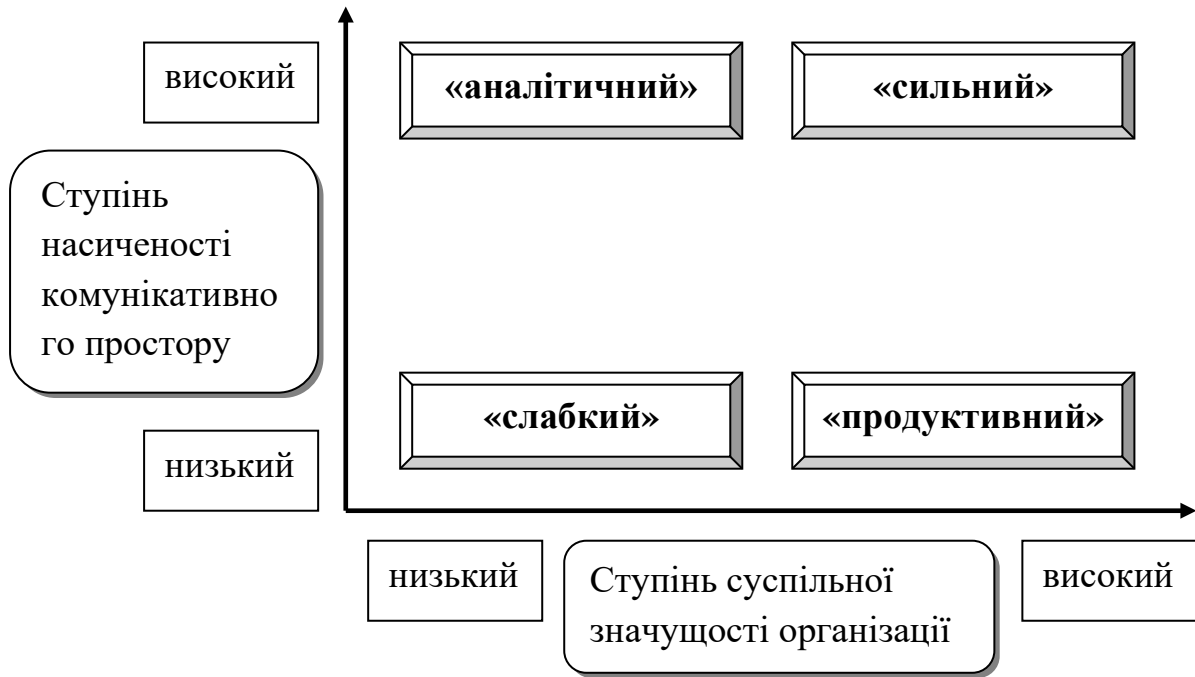 високий
«аналітичний»
«сильний»
Ступінь
насиченості
комунікативно
го простору
«слабкий»
«продуктивний»
низький
низький
Ступінь суспільної
значущості організації
високий